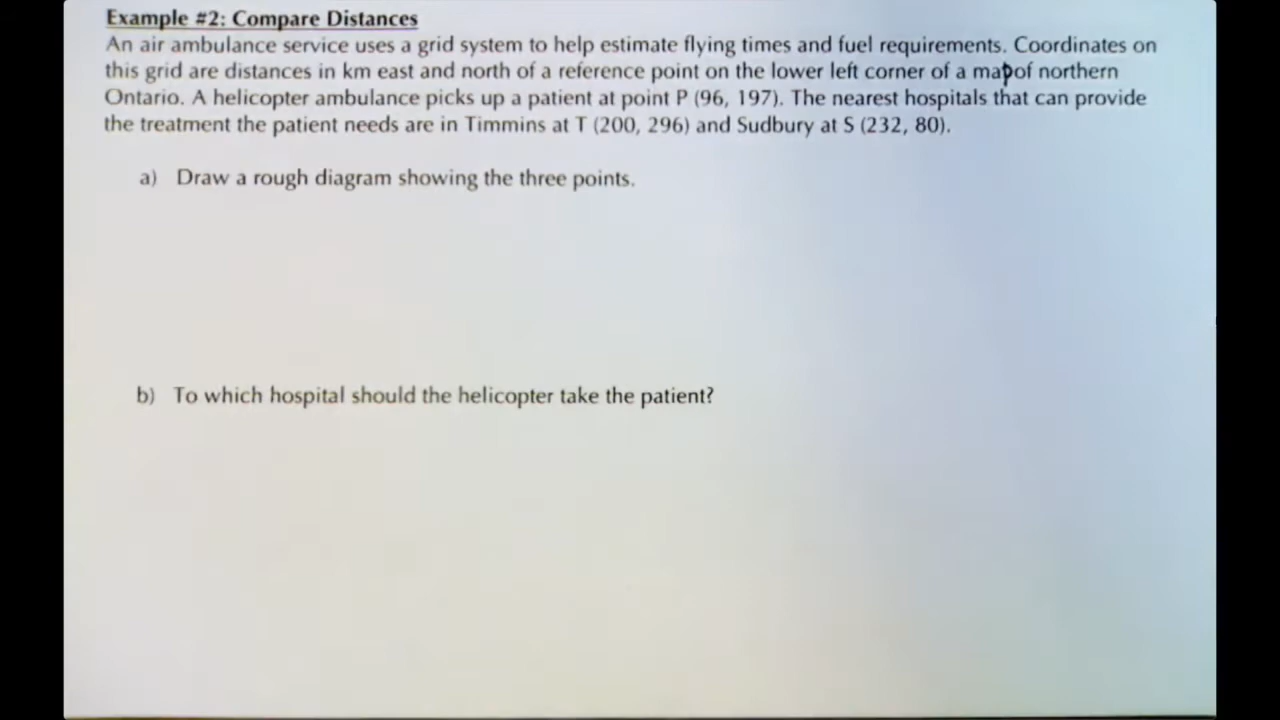 Example #2: Compare Distances
An air ambulance service uses a grid system to help estimate flying times and fuel requirements. Coordinates on
this grid are distances in km east and north of a reference point on the lower left corner of a map of northern
Ontario. A helicopter ambulance picks up a patient at point P (96, 197). The nearest hospitals that can provide
the treatment the patient needs are in Timmins at T (200, 296) and Sudbury at S (232, 80).
a) Draw a rough diagram showing the three points.
b) To which hospital should the helicopter take the patient?